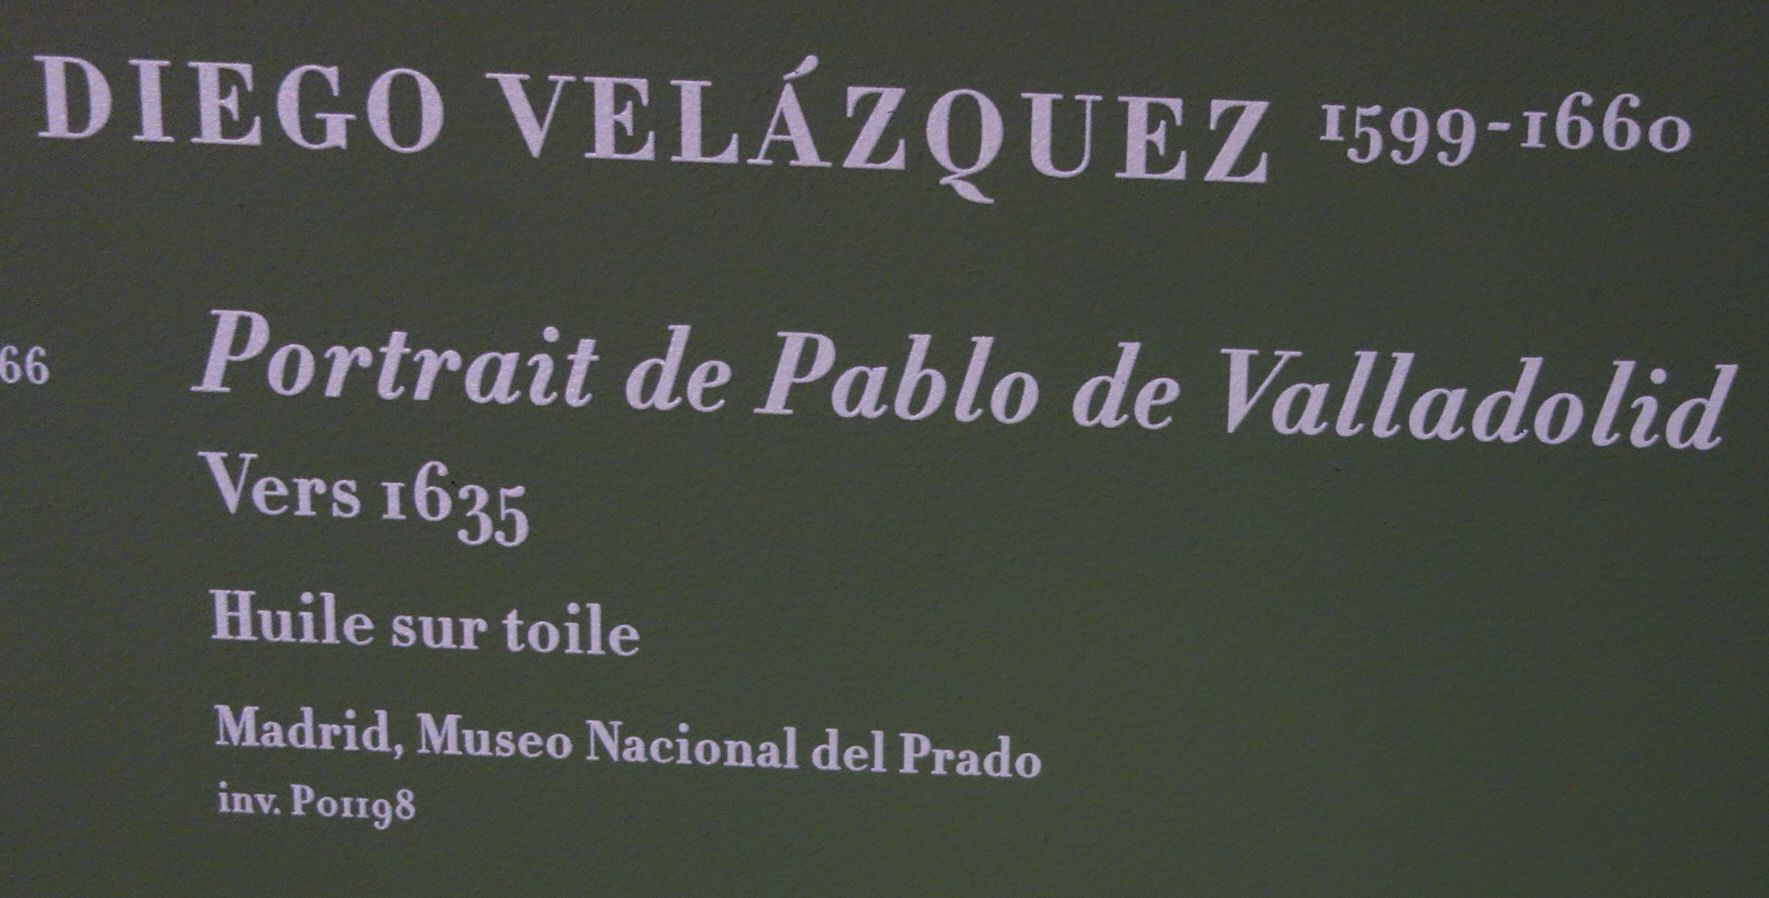 DIEGO VELÁZQUEZ 1599-1660
66 Portrait de Pablo de Valladolid
Vers 1635
Huile sur toile
Madrid, Museo Nacional del Prado
inv. P01198